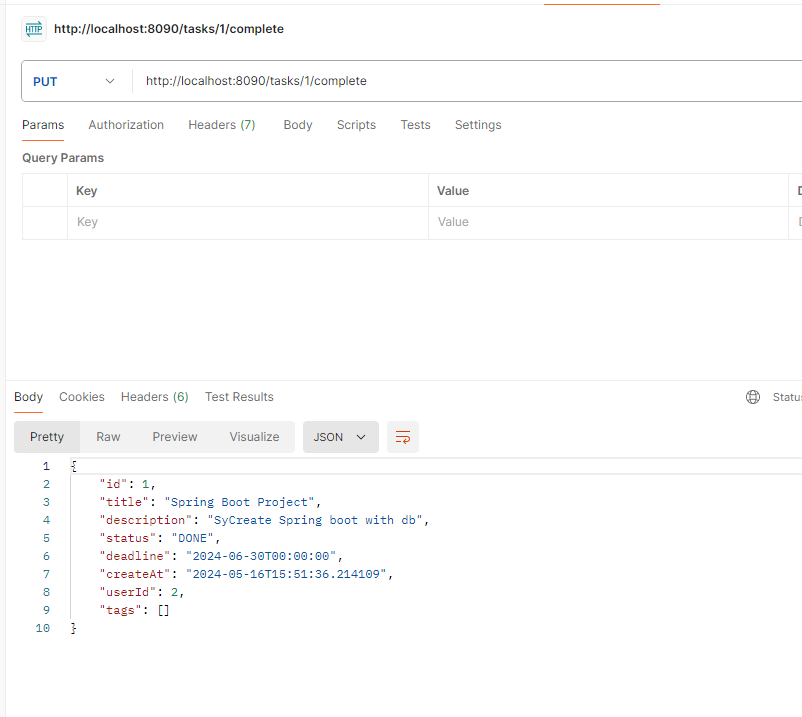 HTTP http://localhost:8090/tasks/1/complete
PUT http://localhost:8090/tasks/1/complete
Params Authorization Headers (7) Body Scripts Tests Settings
Query Params
Key Value
Key Value
Body Cookies Headers (6) Test Results
Pretty Raw Preview Visualize JSON
1 {
2 "id": 1,
3 "title": "Spring Boot Project",
4 "description": "SyCreate Spring boot with db",
5 "status": "DONE",
6 "deadline": "2024-06-30T00:00:00",
7 "createAt": "2024-05-16T15:51:36.214109",
8 "userId": 2,
9 "tags": []
10 }